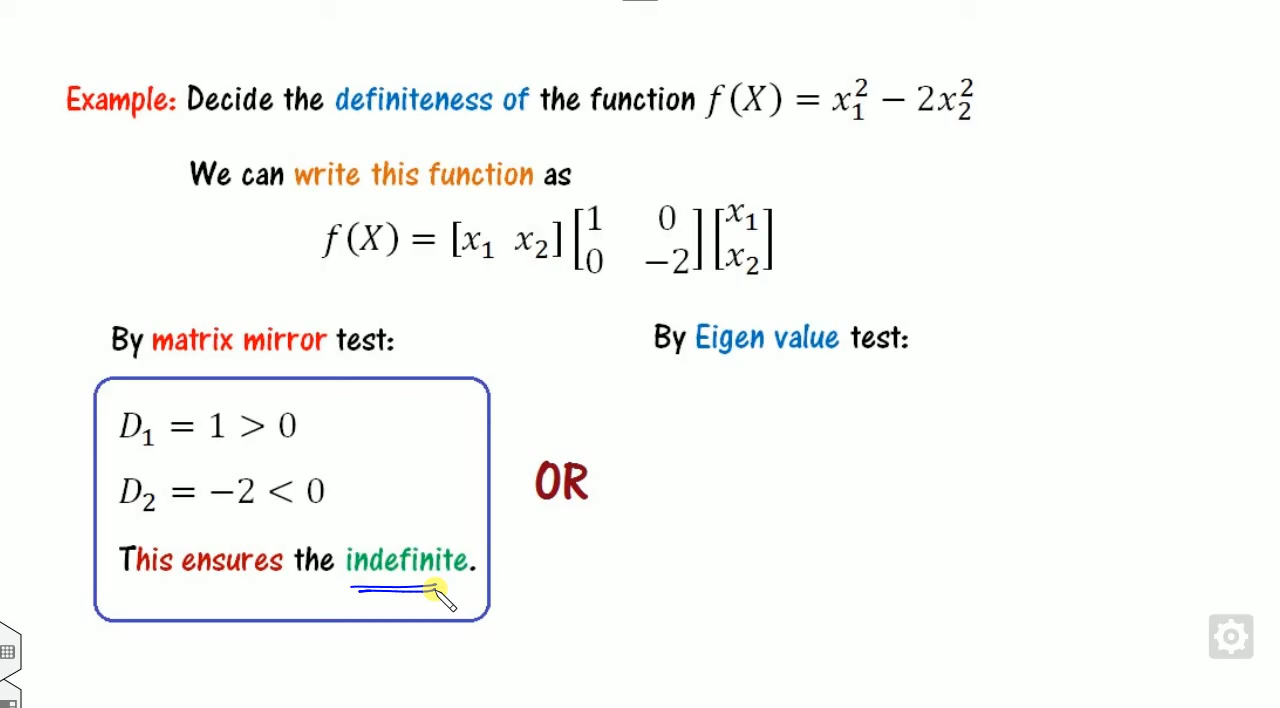 Example: Decide the definiteness of the function f(X) = x₁² − 2x₂²
We can write this function as
f(X) = [x₁ x₂] [1 0; 0 −2] [x₁; x₂]
By matrix mirror test:
By Eigen value test:
D₁ = 1 > 0
D₂ = −2 < 0
This ensures the indefinite.
OR